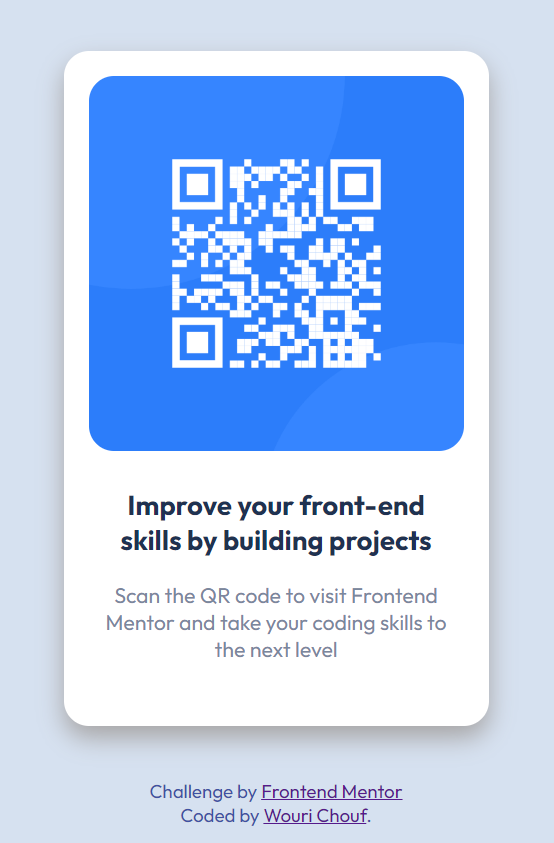 Improve your front-end
skills by building projects
Scan the QR code to visit Frontend
Mentor and take your coding skills to
the next level
Challenge by Frontend Mentor
Coded by Wouri Chouf.